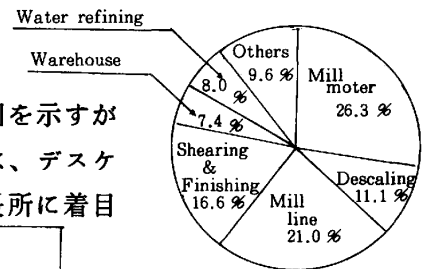 Water refining
Warehouse
Others
9.6 %
8.0
%
7.4 %
Mill
moter
26.3 %
Shearing
&
Finishing
16.6 %
Descaling
11.1 %
Mill
line
21.0 %
図を示すが
、デスケ
所に着目